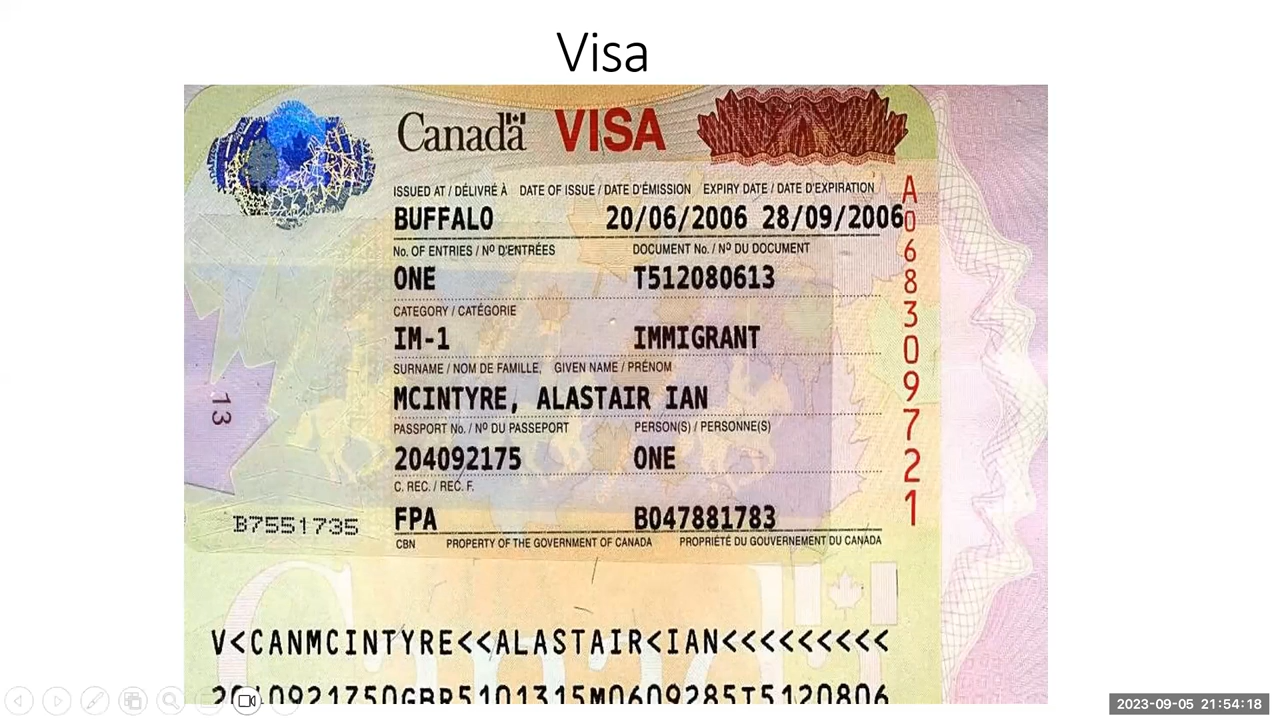 Visa
Canada VISA
ISSUED AT / DÉLIVRÉ À DATE OF ISSUE / DATE D'ÉMISSION EXPIRY DATE / DATE D'EXPIRATION
BUFFALO 20/06/2006 28/09/2006
No. OF ENTRIES / Nº D'ENTRÉES DOCUMENT No. / Nº DU DOCUMENT
ONE T512080613
CATEGORY / CATÉGORIE
IM-1 IMMIGRANT
SURNAME / NOM DE FAMILLE, GIVEN NAME / PRÉNOM
MCINTYRE, ALASTAIR IAN
PASSPORT No. / Nº DU PASSEPORT PERSON(S) / PERSONNE(S)
204092175 ONE
C. REC. / REC. F.
FPA B047881783
CBN PROPERTY OF THE GOVERNMENT OF CANADA PROPRIÉTÉ DU GOUVERNEMENT DU CANADA
A068309721
13
B7551735
V<CANMCINTYRE<<ALASTAIR<IAN<<<<<<<<<
2023-09-05 21:54:18